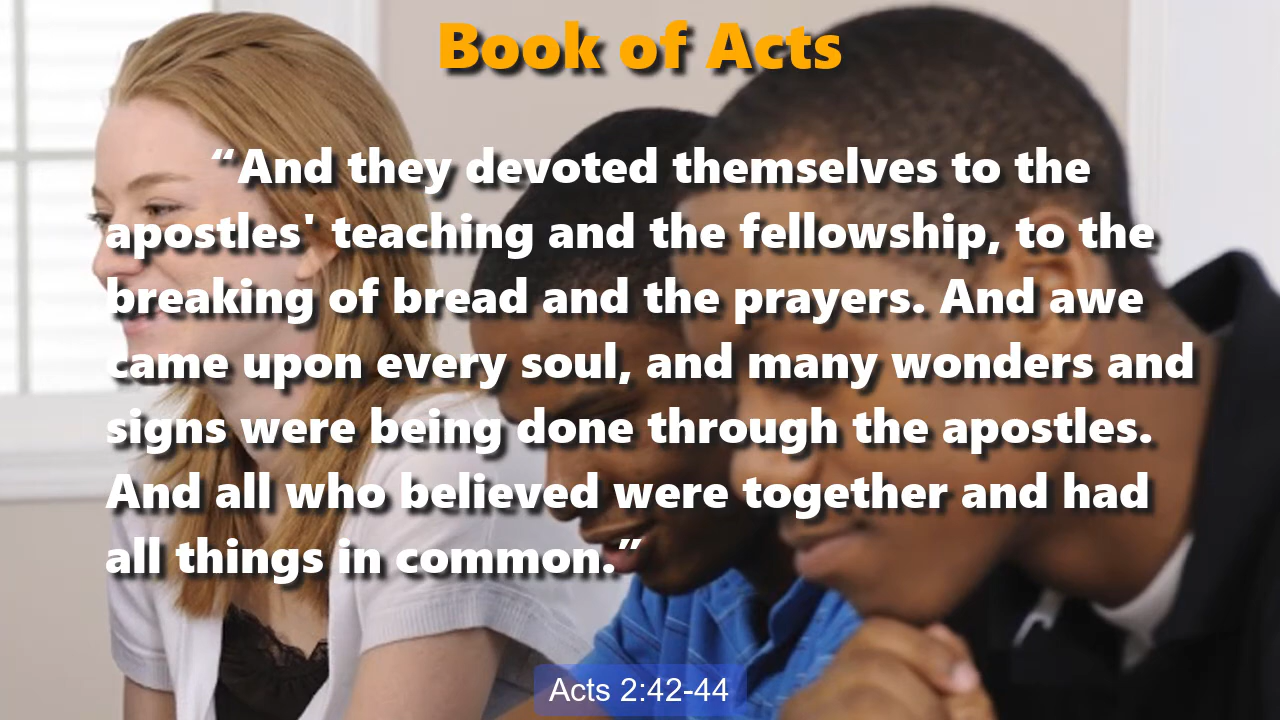 Book of Acts
“And they devoted themselves to the
apostles' teaching and the fellowship, to the
breaking of bread and the prayers. And awe
came upon every soul, and many wonders and
signs were being done through the apostles.
And all who believed were together and had
all things in common.”
Acts 2:42-44